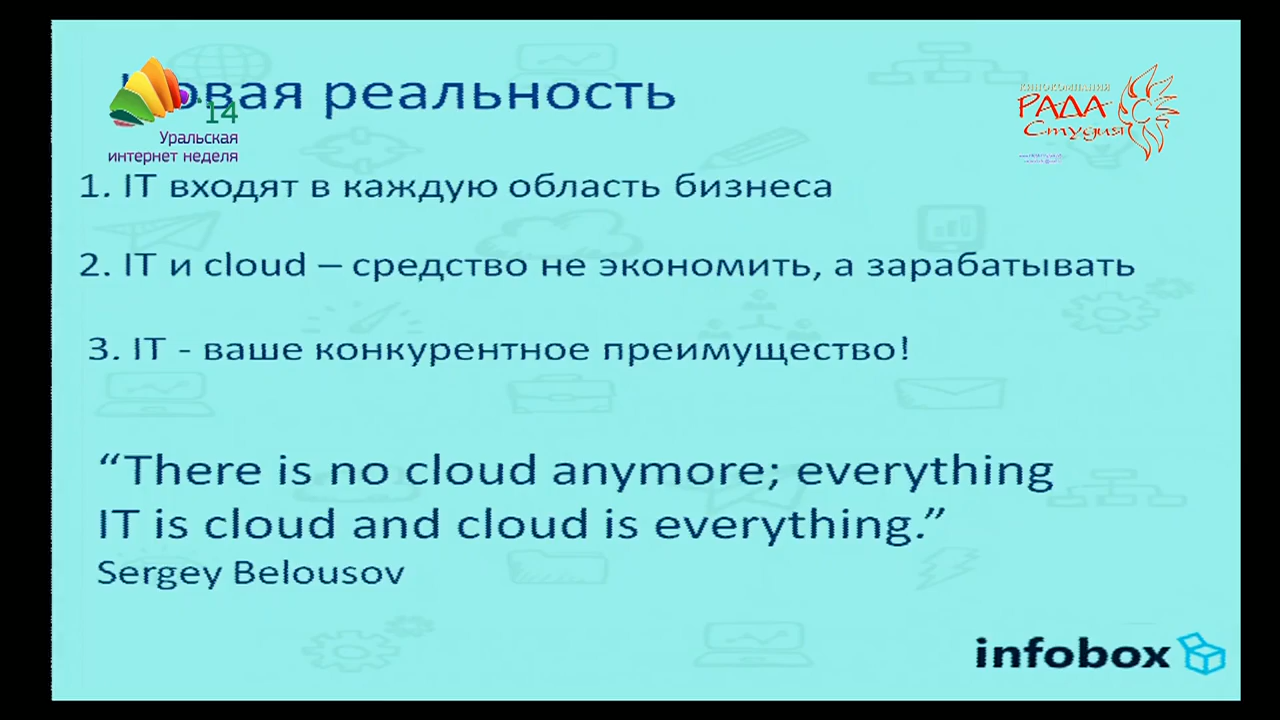 Новая реальность
14
Уральская
интернет неделя
КИНОКОМПАНИЯ
РАДА
Студия
1. IT входят в каждую область бизнеса
2. IT и cloud – средство не экономить, а зарабатывать
3. IT - ваше конкурентное преимущество!
“There is no cloud anymore; everything
IT is cloud and cloud is everything.”
Sergey Belousov
infobox